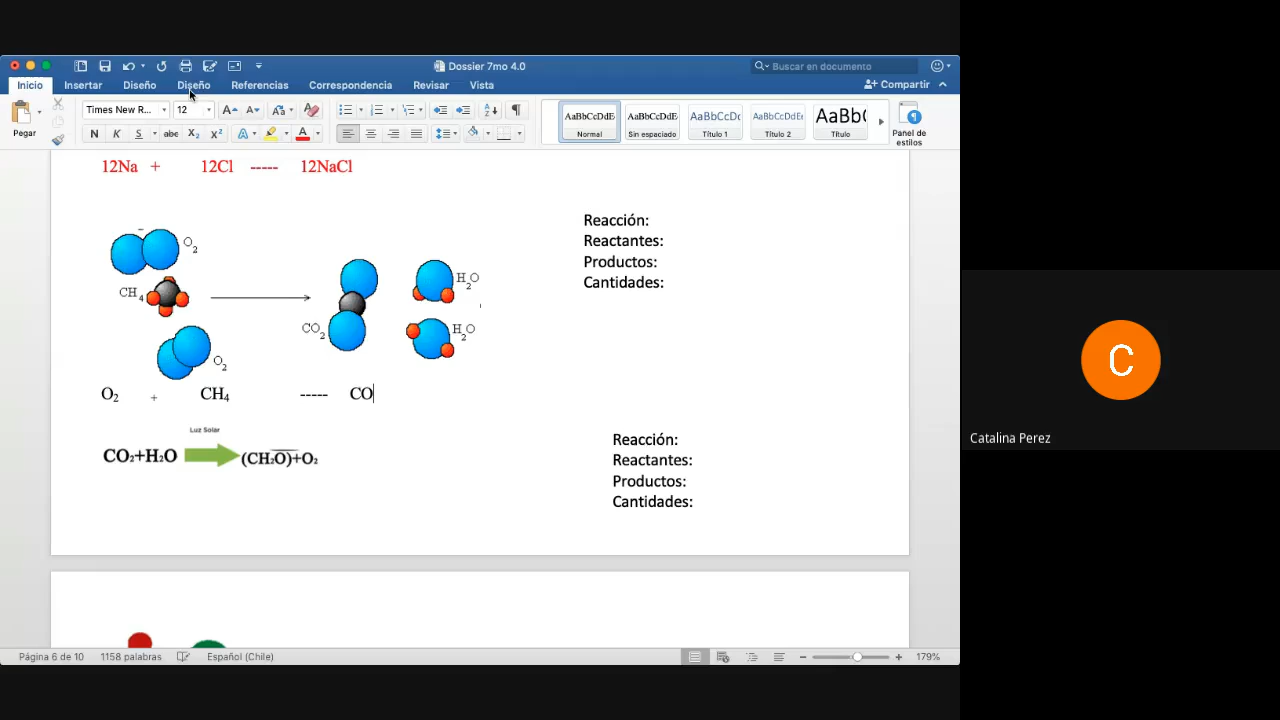 Dossier 7mo 4.0
Buscar en documento
Inicio Insertar Diseño Diseño Referencias Correspondencia Revisar Vista
Compartir
Pegar
Times New R... 12
N K S abc X₂ X² A A
AaBbCcDdE AaBbCcDdE AaBbCcDc AaBbCcDdEe AaBbC
Normal Sin espaciado Título 1 Título 2 Título
Panel de estilos
12Na + 12Cl ----- 12NaCl
O₂
CH₄
O₂
CO₂
H₂O
H₂O
Reacción:
Reactantes:
Productos:
Cantidades:
O₂ + CH₄ ----- CO
Luz Solar
CO₂+H₂O (CH₂O)+O₂
Reacción:
Reactantes:
Productos:
Cantidades:
Página 6 de 10 1158 palabras Español (Chile) 179%
C
Catalina Perez